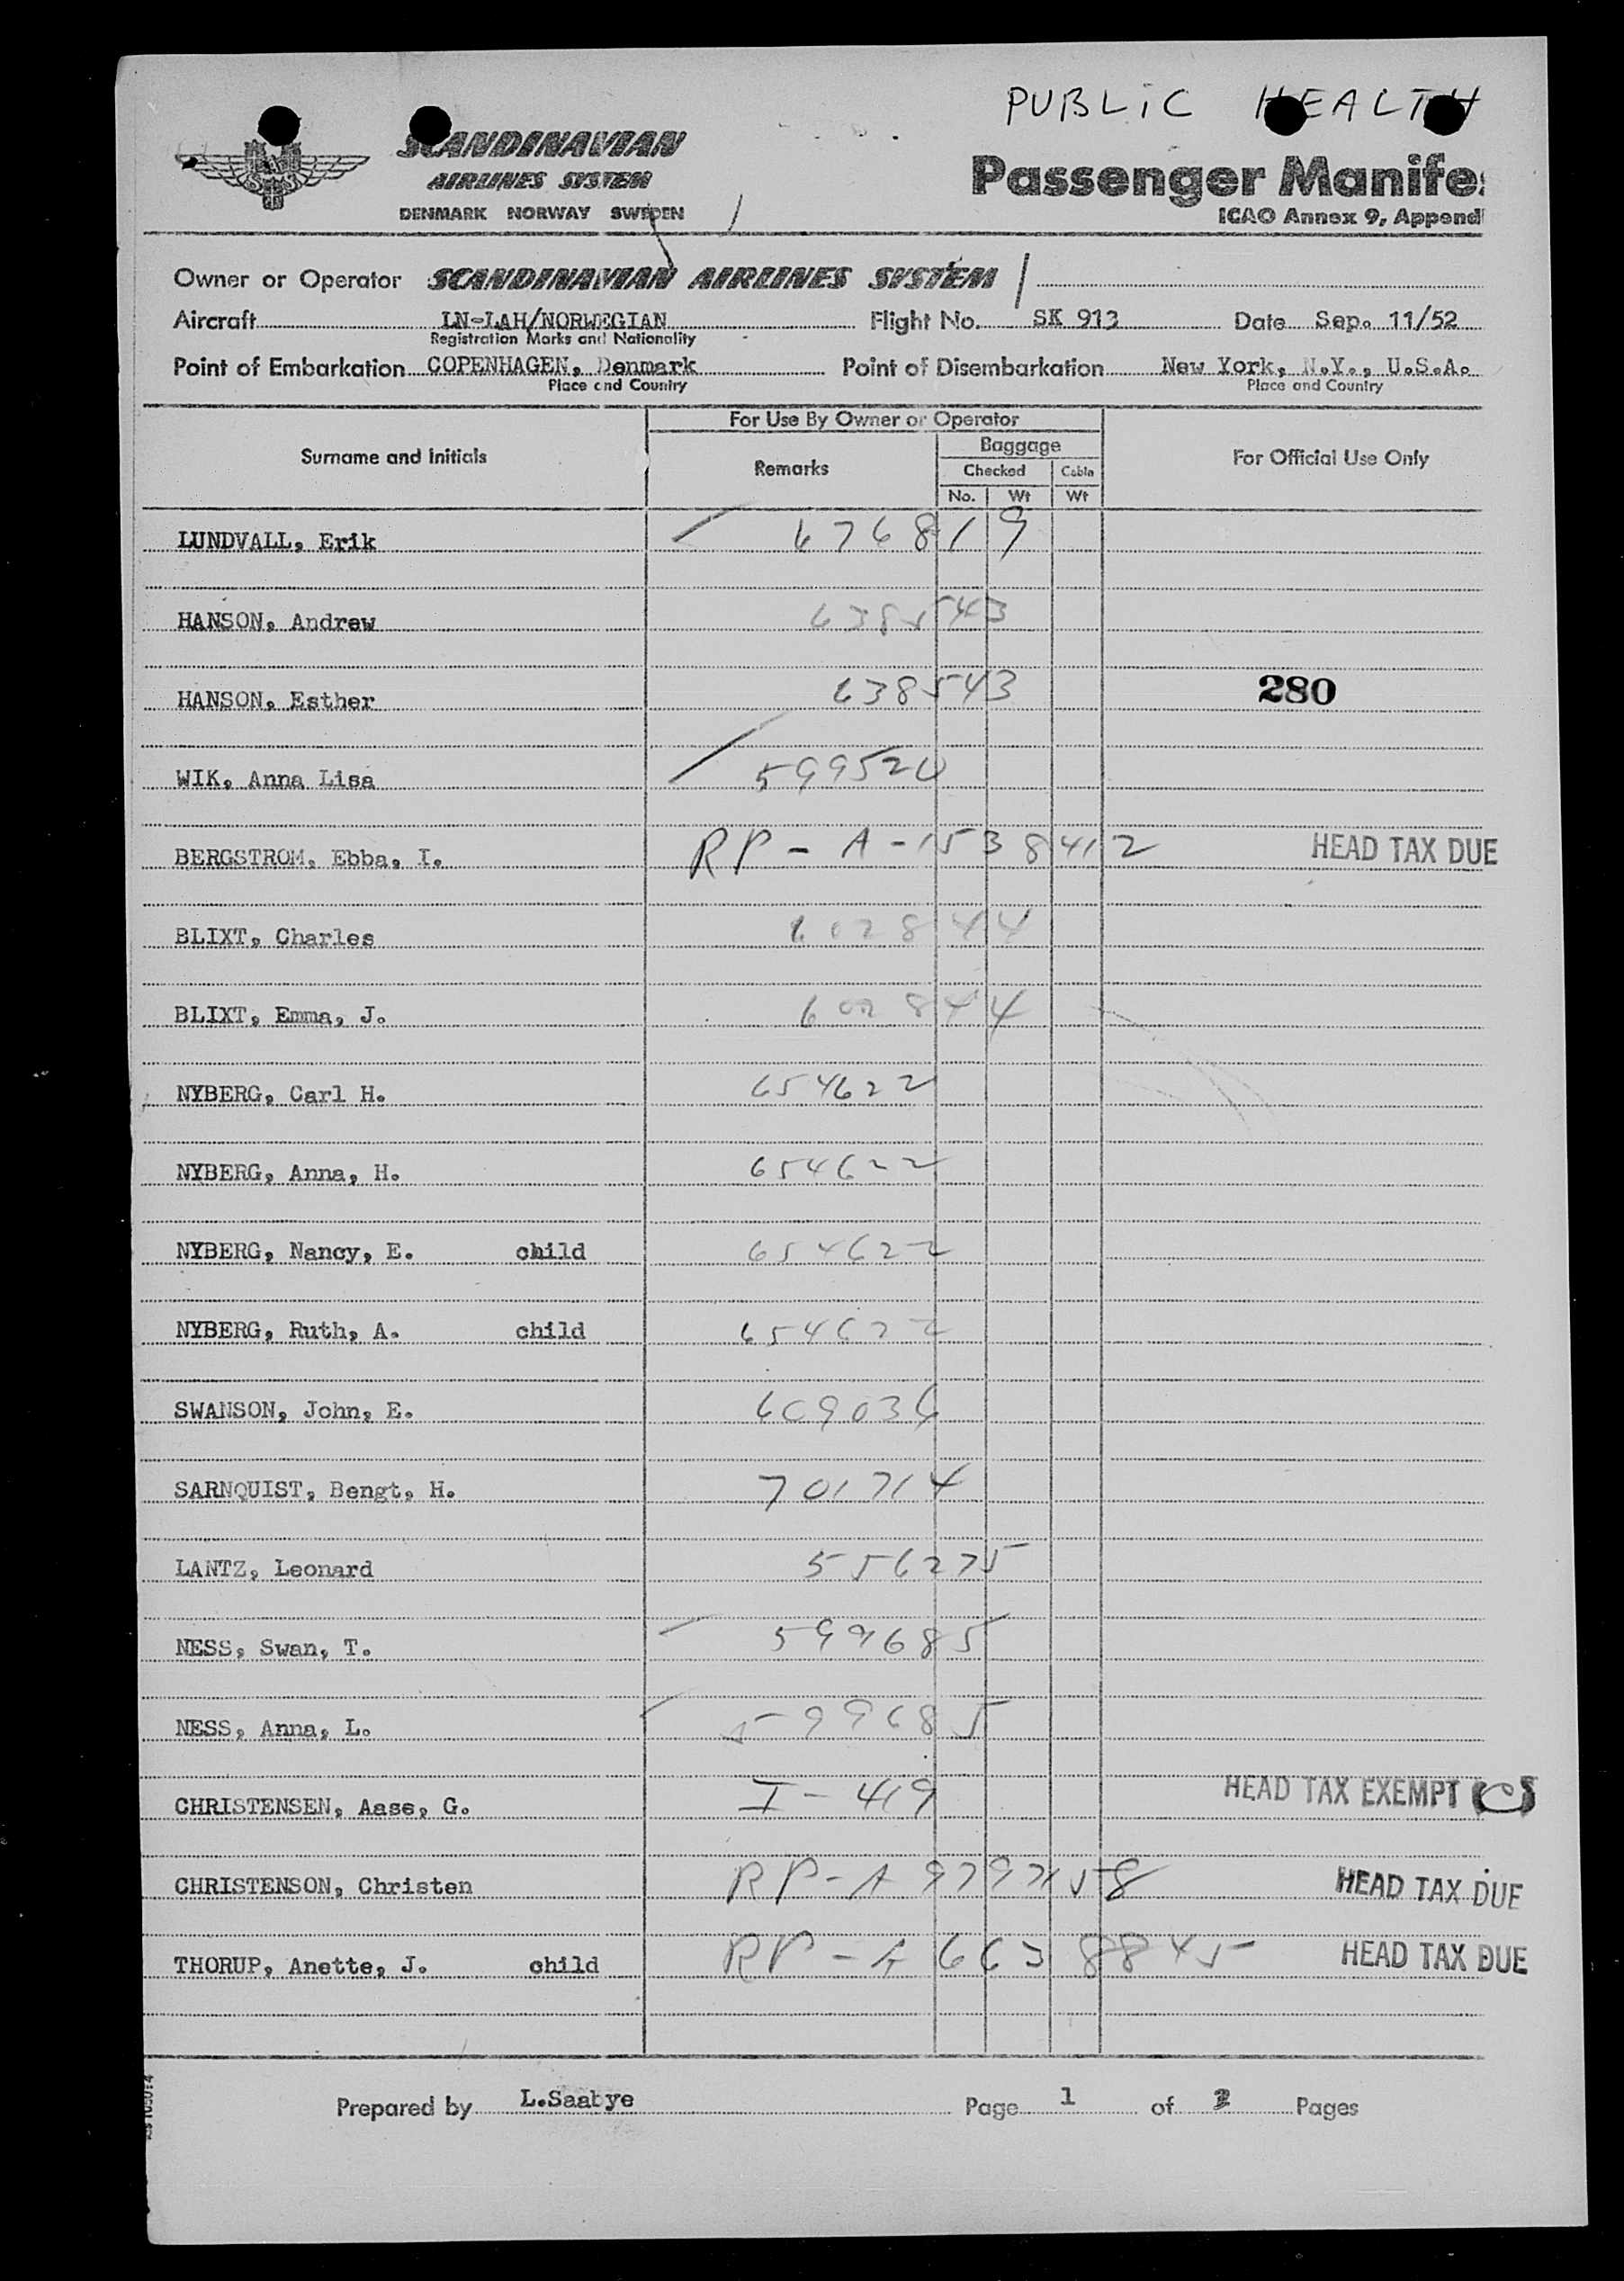 PUBLIC HEALTH
SCANDINAVIAN
AIRLINES SYSTEM
DENMARK NORWAY SWEDEN
Passenger Manifes
ICAO Annex 9, Append
Owner or Operator SCANDINAVIAN AIRLINES SYSTEM
Aircraft LN-LAH/NORWEGIAN Flight No. SK 913 Date Sep. 11/52
Registration Marks and Nationality
Point of Embarkation COPENHAGEN, Denmark Point of Disembarkation New York, N.Y., U.S.A.
Place and Country Place and Country
For Use By Owner or Operator
Surname and Initials Remarks Baggage For Official Use Only
Checked Cabin
No. Wt Wt
LUNDVALL, Erik 676819
HANSON, Andrew 638543
HANSON, Esther 638543 280
WIK, Anna Lisa 599520
BERGSTROM, Ebba, I. RP-A-1538412 HEAD TAX DUE
BLIXT, Charles 602844
BLIXT, Emma, J. 602844
NYBERG, Carl H. 654622
NYBERG, Anna, H. 654622
NYBERG, Nancy, E. child 654622
NYBERG, Ruth, A. child 654622
SWANSON, John, E. 609036
SARNQUIST, Bengt, H. 701714
LANTZ, Leonard 556275
NESS, Swan, T. 599685
NESS, Anna, L. 599685
CHRISTENSEN, Aase, G. I-419 HEAD TAX EXEMPT
CHRISTENSON, Christen RP-A 9797158 HEAD TAX DUE
THORUP, Anette, J. child RP-A 6638845 HEAD TAX DUE
Prepared by L.Saabye Page 1 of 2 Pages